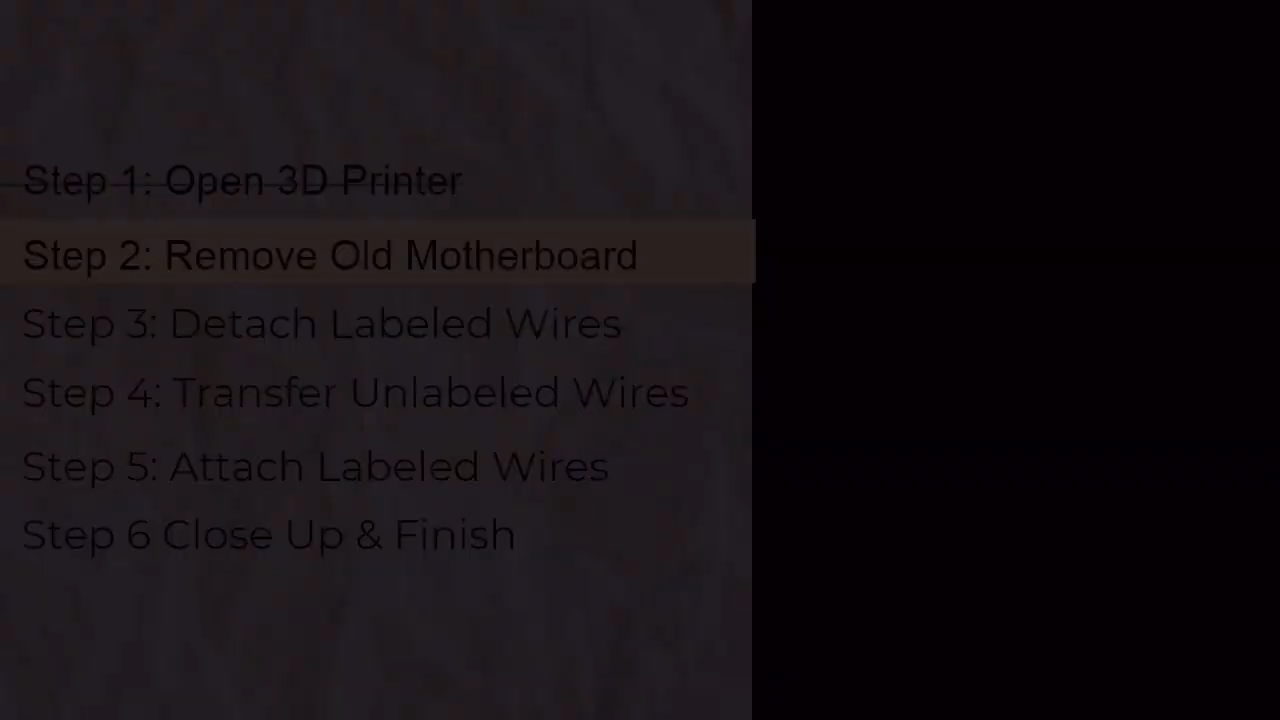 Step 1: Open 3D Printer
Step 2: Remove Old Motherboard
Step 3: Detach Labeled Wires
Step 4: Transfer Unlabeled Wires
Step 5: Attach Labeled Wires
Step 6 Close Up & Finish